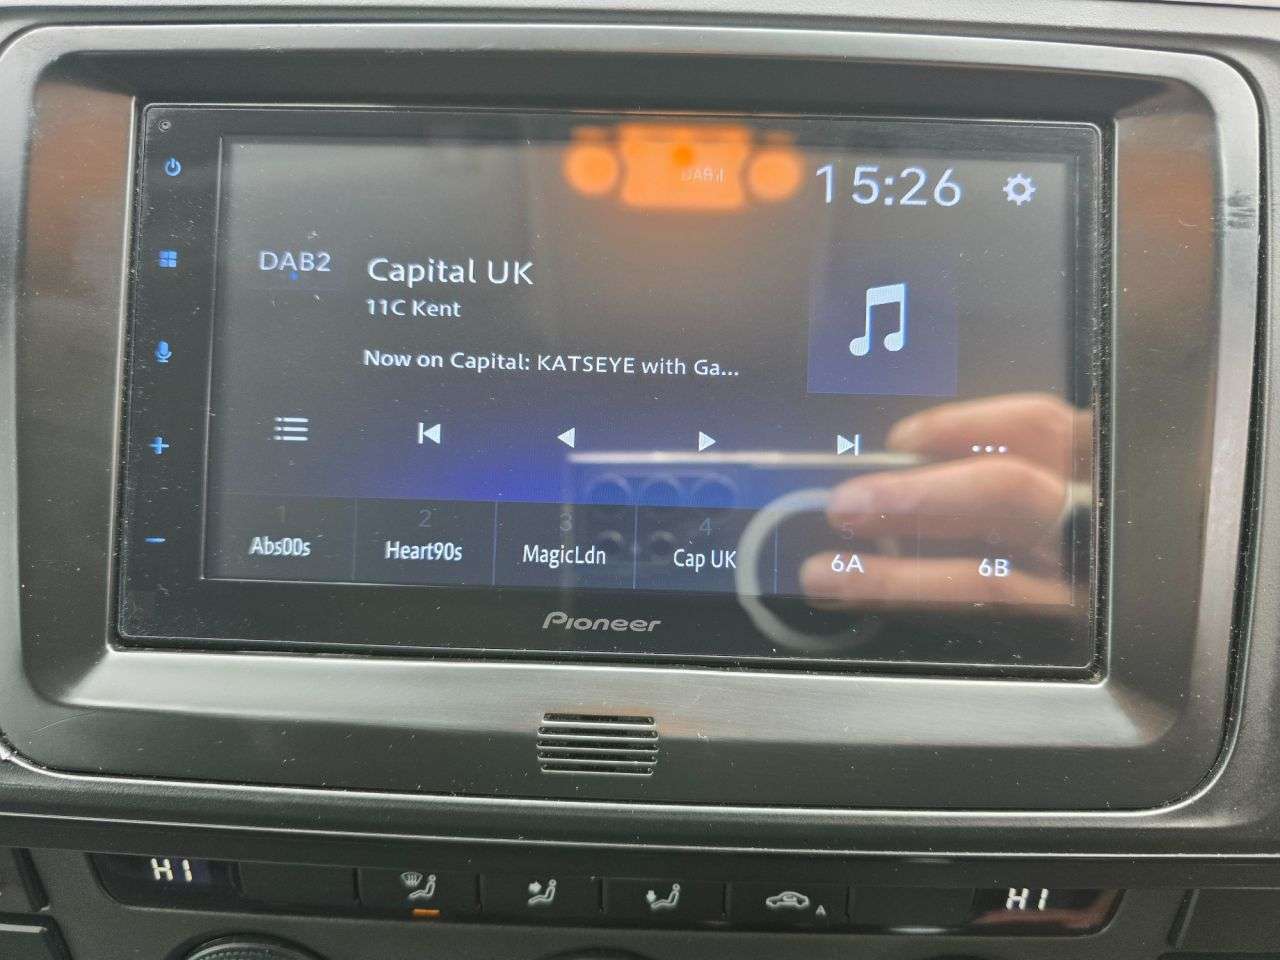 DAB
15:26
DAB2
Capital UK
11C Kent
Now on Capital: KATSEYE with Ga...
1 2 3 4 5
Abs00s Heart90s MagicLdn Cap UK 6A 6B
Pioneer
HI HI
A